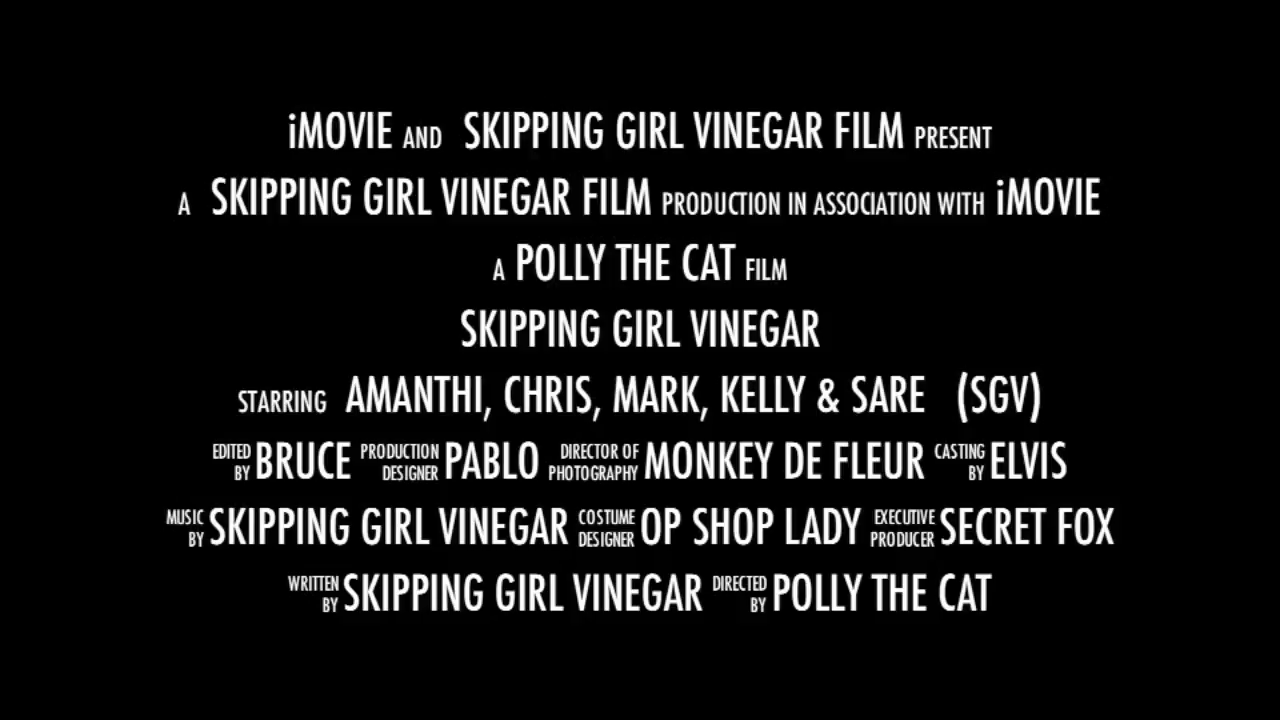 iMOVIE AND SKIPPING GIRL VINEGAR FILM PRESENT
A SKIPPING GIRL VINEGAR FILM PRODUCTION IN ASSOCIATION WITH iMOVIE
A POLLY THE CAT FILM
SKIPPING GIRL VINEGAR
STARRING AMANTHI, CHRIS, MARK, KELLY & SARE (SGV)
EDITED BY BRUCE PRODUCTION DESIGNER PABLO DIRECTOR OF PHOTOGRAPHY MONKEY DE FLEUR CASTING BY ELVIS
MUSIC BY SKIPPING GIRL VINEGAR COSTUME DESIGNER OP SHOP LADY EXECUTIVE PRODUCER SECRET FOX
WRITTEN BY SKIPPING GIRL VINEGAR DIRECTED BY POLLY THE CAT